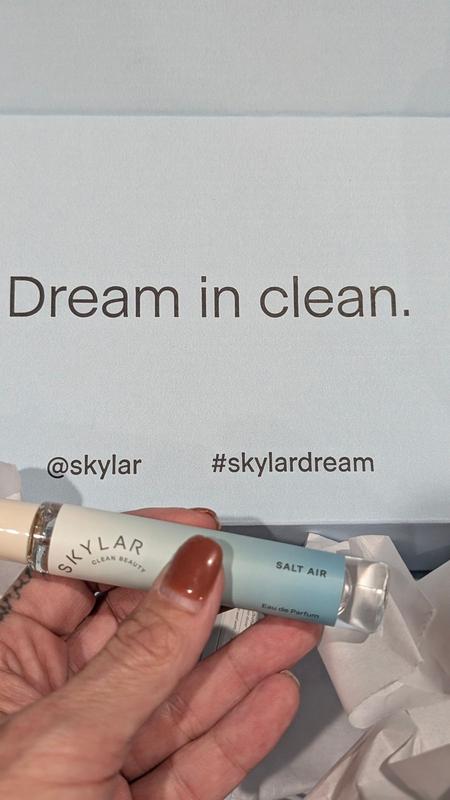 Dream in clean.
@skylar #skylardream
SKYLAR
CLEAN BEAUTY
SALT AIR
Eau de Parfum